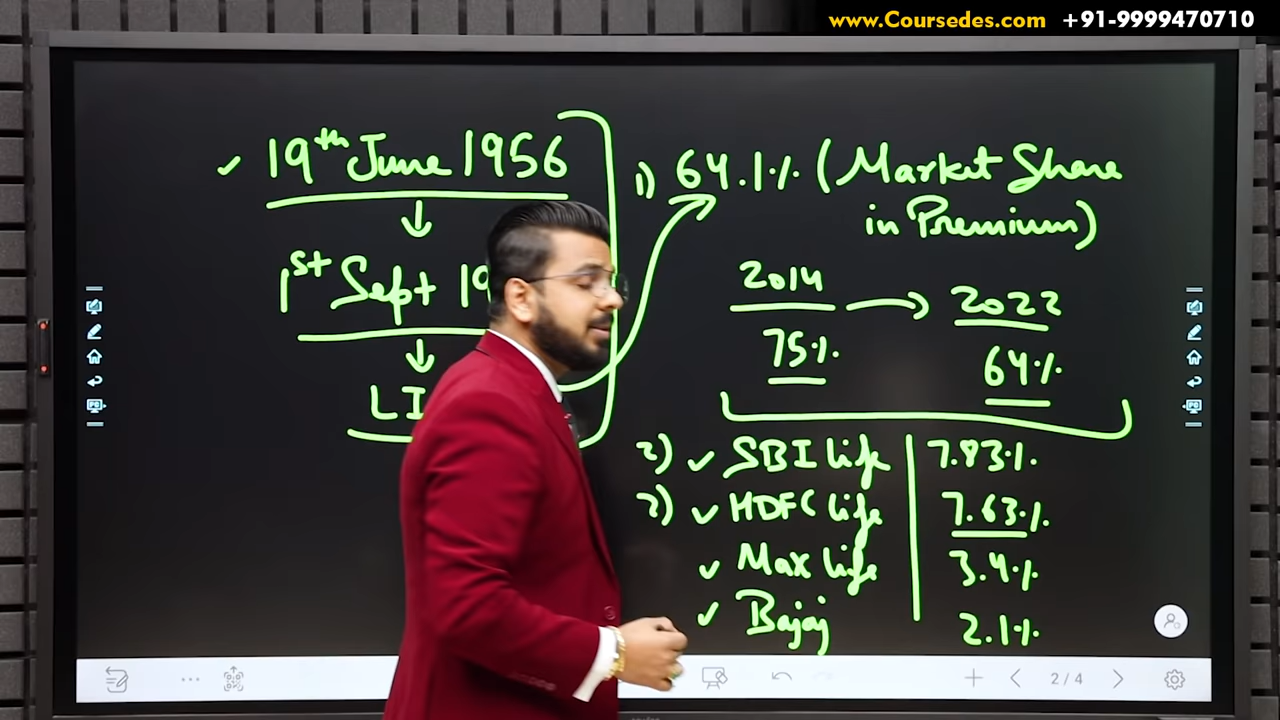 www.Coursedes.com +91-9999470710
✓ 19th June 1956
↓
1st Sept 19
↓
LI
1) 64.1% (Market Share
in Premium)
2014 → 2022
75% 64%
2) ✓ SBI Life 7.83%
3) ✓ HDFC Life 7.63%
✓ Max Life 3.4%
✓ Bajaj 2.1%
2/4